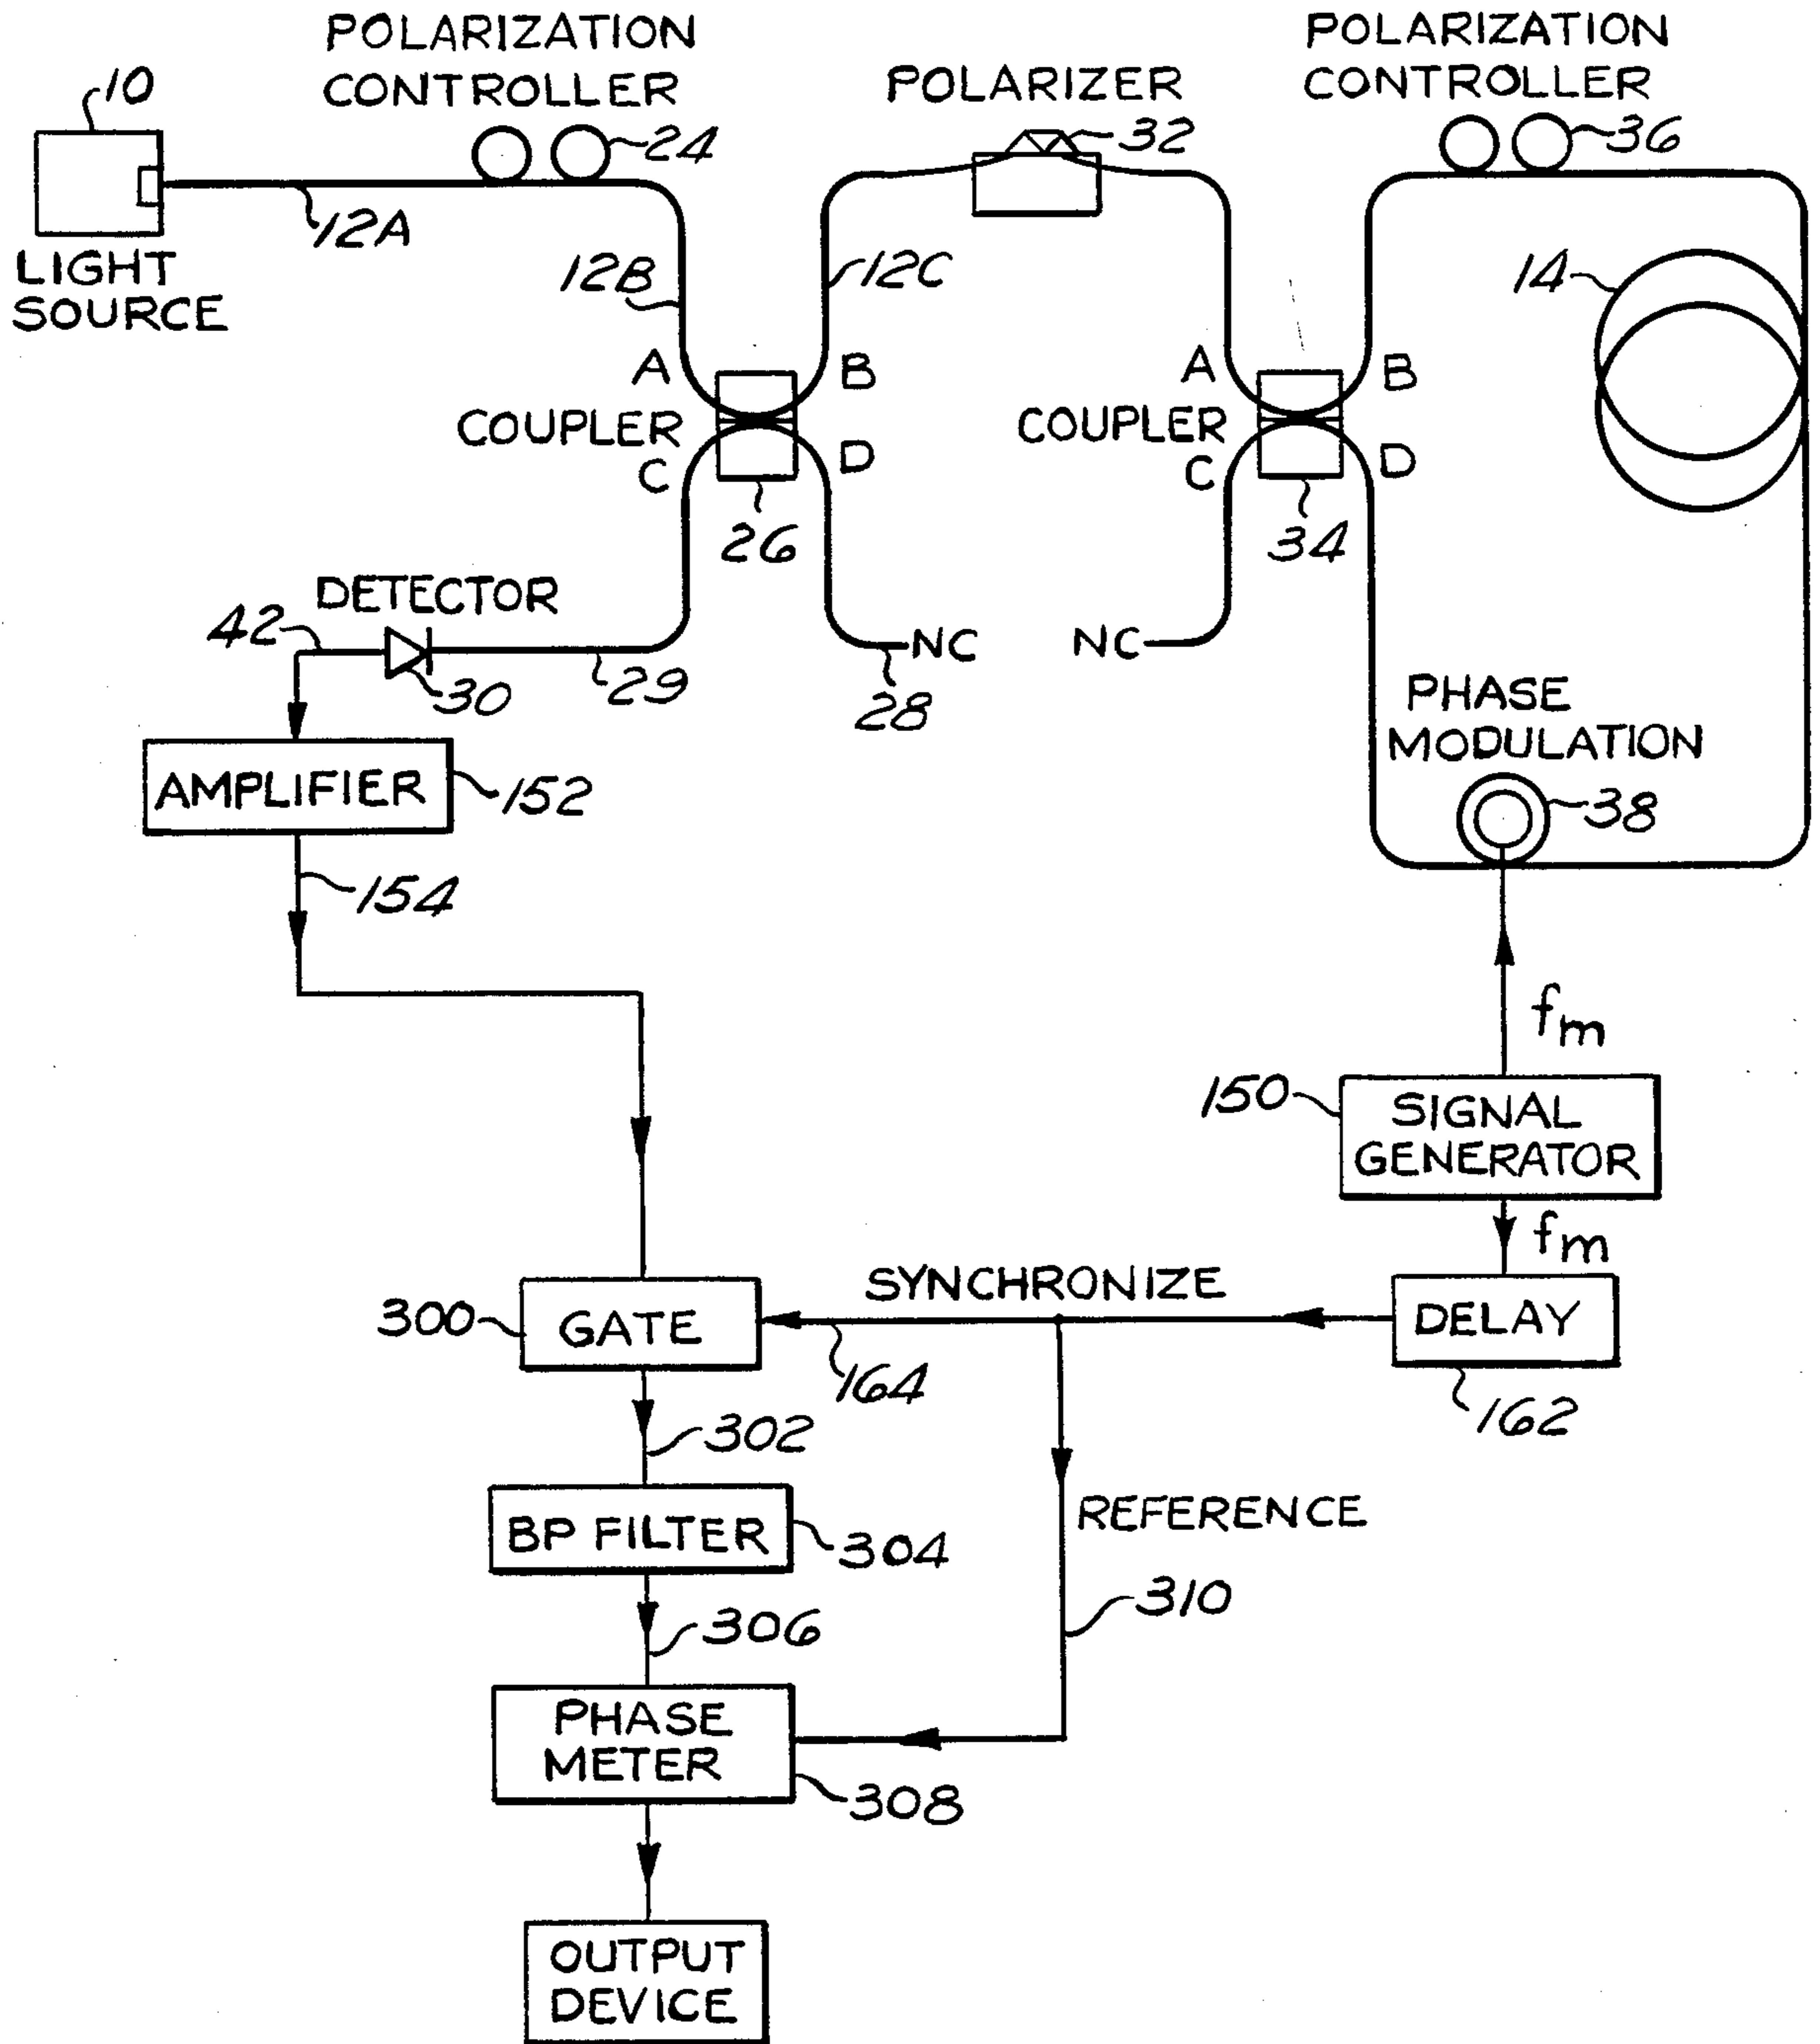 POLARIZATION
CONTROLLER
POLARIZER
POLARIZATION
CONTROLLER
10
24
32
36
12A
LIGHT
SOURCE
12B
12C
14
A
B
A
B
COUPLER
COUPLER
C
D
C
D
26
34
DETECTOR
42
30
29
NC
28
NC
PHASE
MODULATION
38
AMPLIFIER
152
154
fm
150
SIGNAL
GENERATOR
fm
SYNCHRONIZE
300
GATE
DELAY
164
162
302
REFERENCE
BP FILTER
304
310
306
PHASE
METER
308
OUTPUT
DEVICE